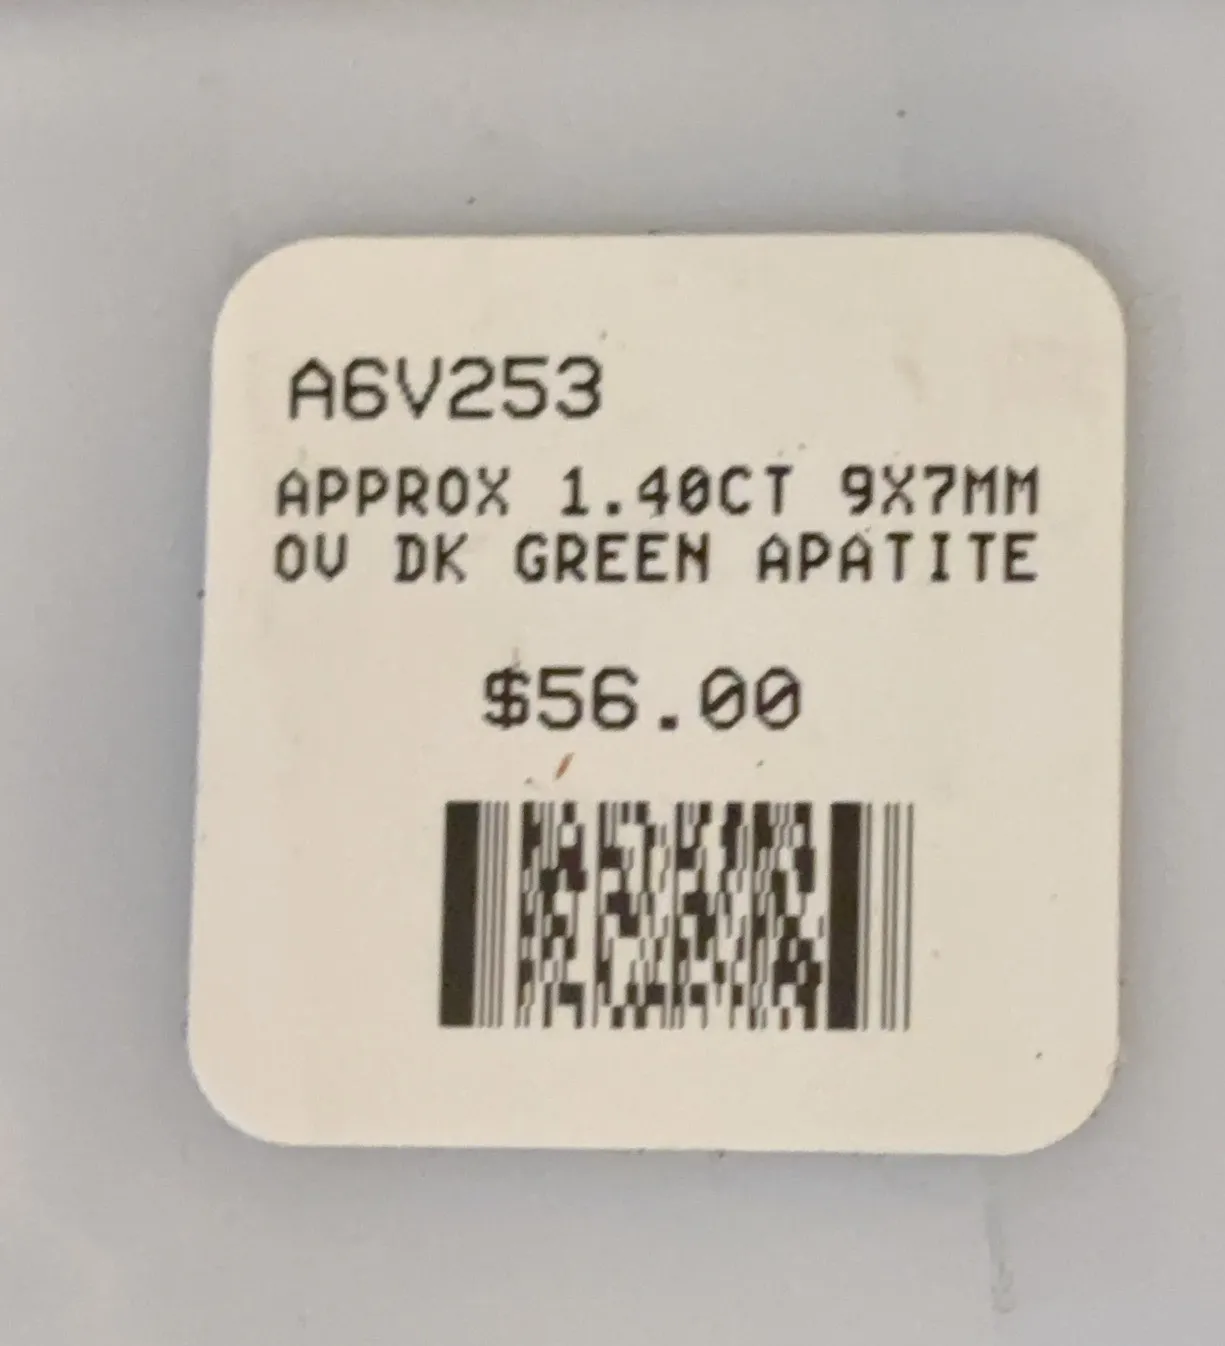 A6V253
APPROX 1.40CT 9X7MM
OV DK GREEN APATITE
$56.00